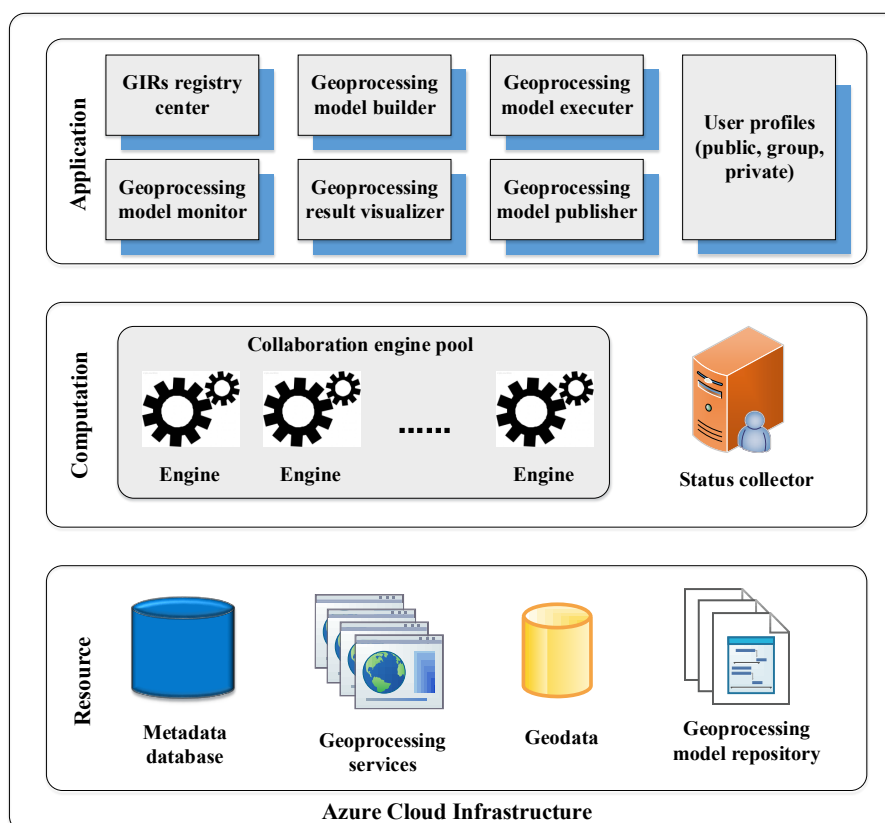 Application
GIRs registry
center
Geoprocessing
model builder
Geoprocessing
model executer
User profiles
(public, group,
private)
Geoprocessing
model monitor
Geoprocessing
result visualizer
Geoprocessing
model publisher
Computation
Collaboration engine pool
......
Engine
Engine
Engine
Status collector
Resource
Metadata
database
Geoprocessing
services
Geodata
Geoprocessing
model repository
Azure Cloud Infrastructure